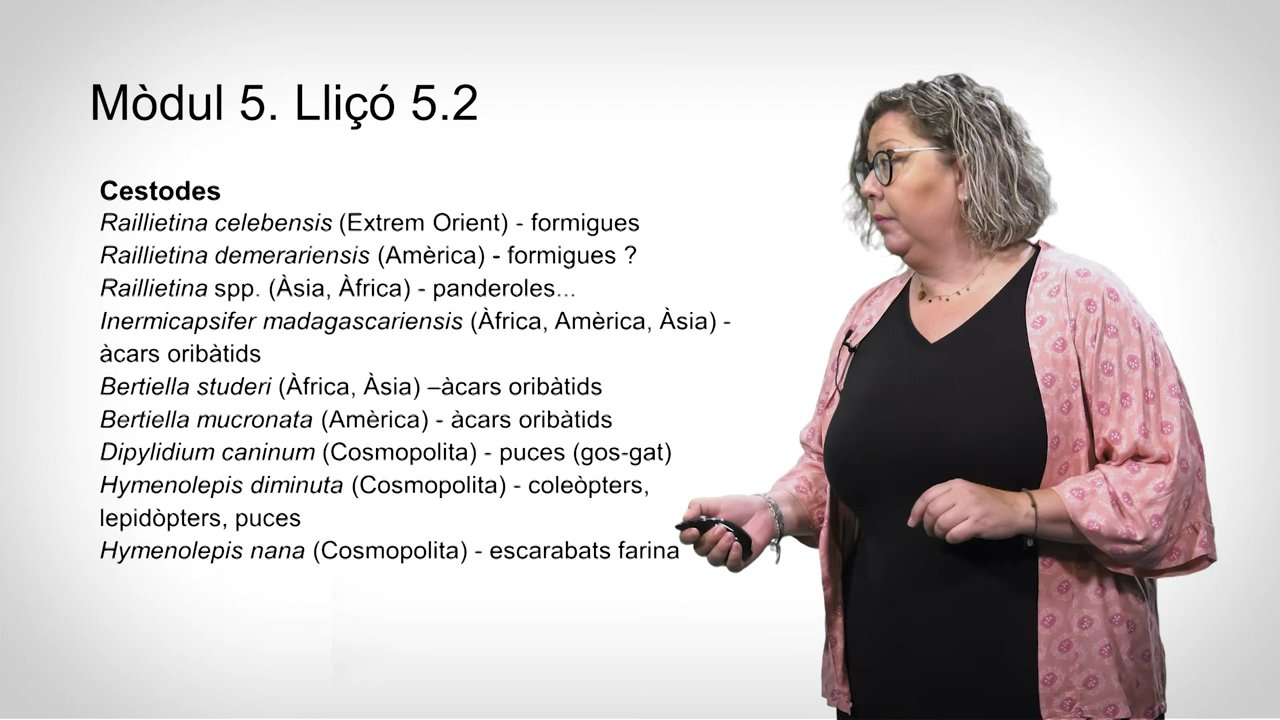 Mòdul 5. Lliçó 5.2
Cestodes
Raillietina celebensis (Extrem Orient) - formigues
Raillietina demerariensis (Amèrica) - formigues ?
Raillietina spp. (Àsia, Àfrica) - panderoles...
Inermicapsifer madagascariensis (Àfrica, Amèrica, Àsia) -
àcars oribàtids
Bertiella studeri (Àfrica, Àsia) –àcars oribàtids
Bertiella mucronata (Amèrica) - àcars oribàtids
Dipylidium caninum (Cosmopolita) - puces (gos-gat)
Hymenolepis diminuta (Cosmopolita) - coleòpters,
lepidòpters, puces
Hymenolepis nana (Cosmopolita) - escarabats farina